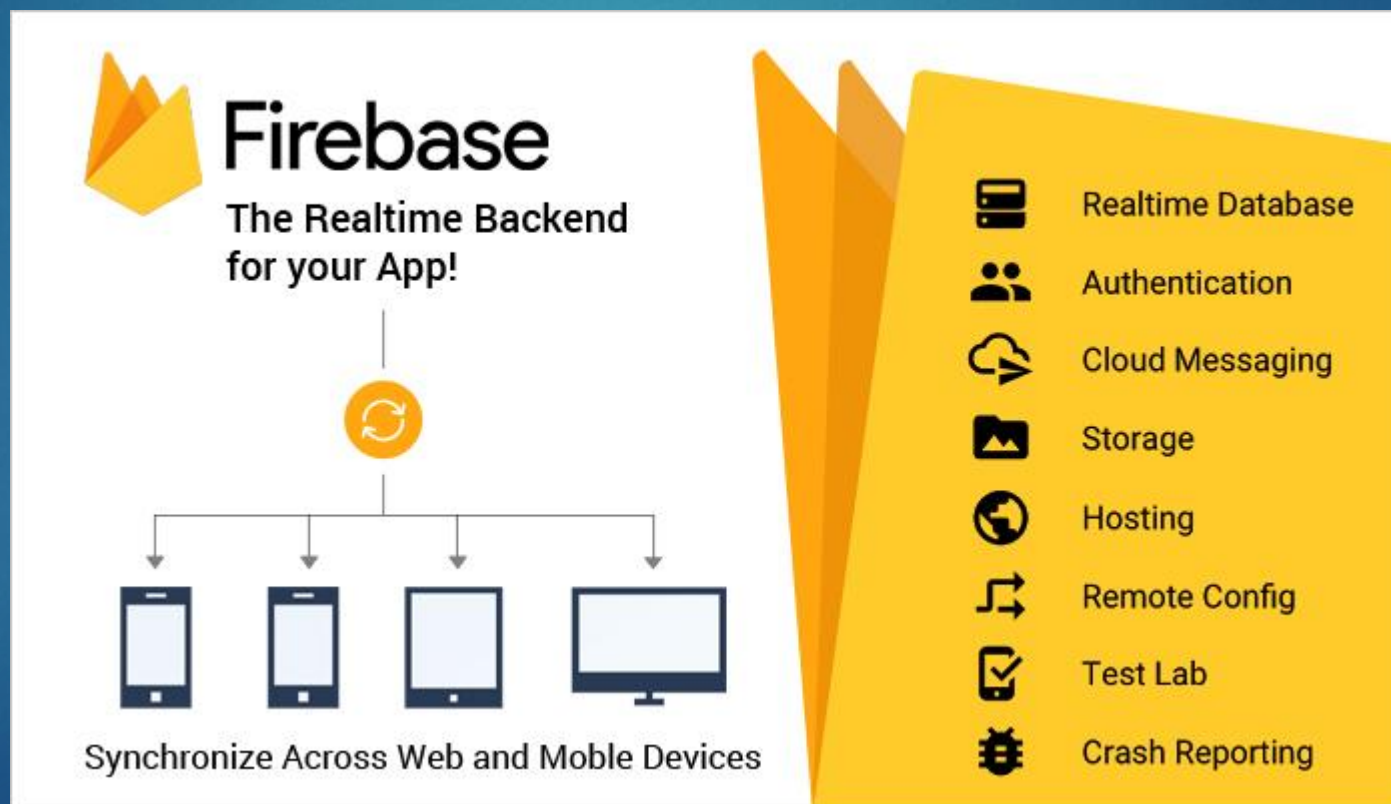 Firebase
The Realtime Backend
for your App!
Synchronize Across Web and Moble Devices
Realtime Database
Authentication
Cloud Messaging
Storage
Hosting
Remote Config
Test Lab
Crash Reporting